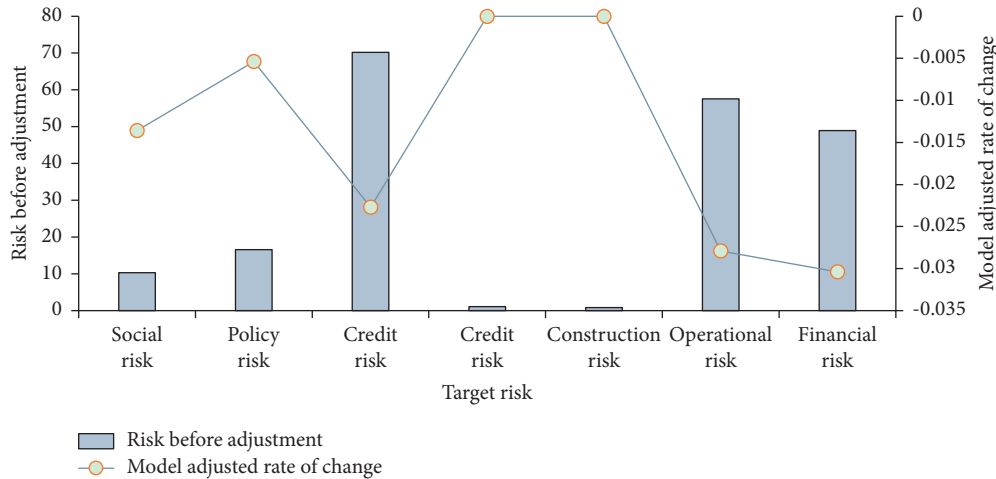 80
70
60
50
40
30
20
10
0
Risk before adjustment
0
-0.005
-0.01
-0.015
-0.02
-0.025
-0.03
-0.035
Model adjusted rate of change
Social
risk
Policy
risk
Credit
risk
Credit
risk
Construction
risk
Operational
risk
Financial
risk
Target risk
Risk before adjustment
Model adjusted rate of change